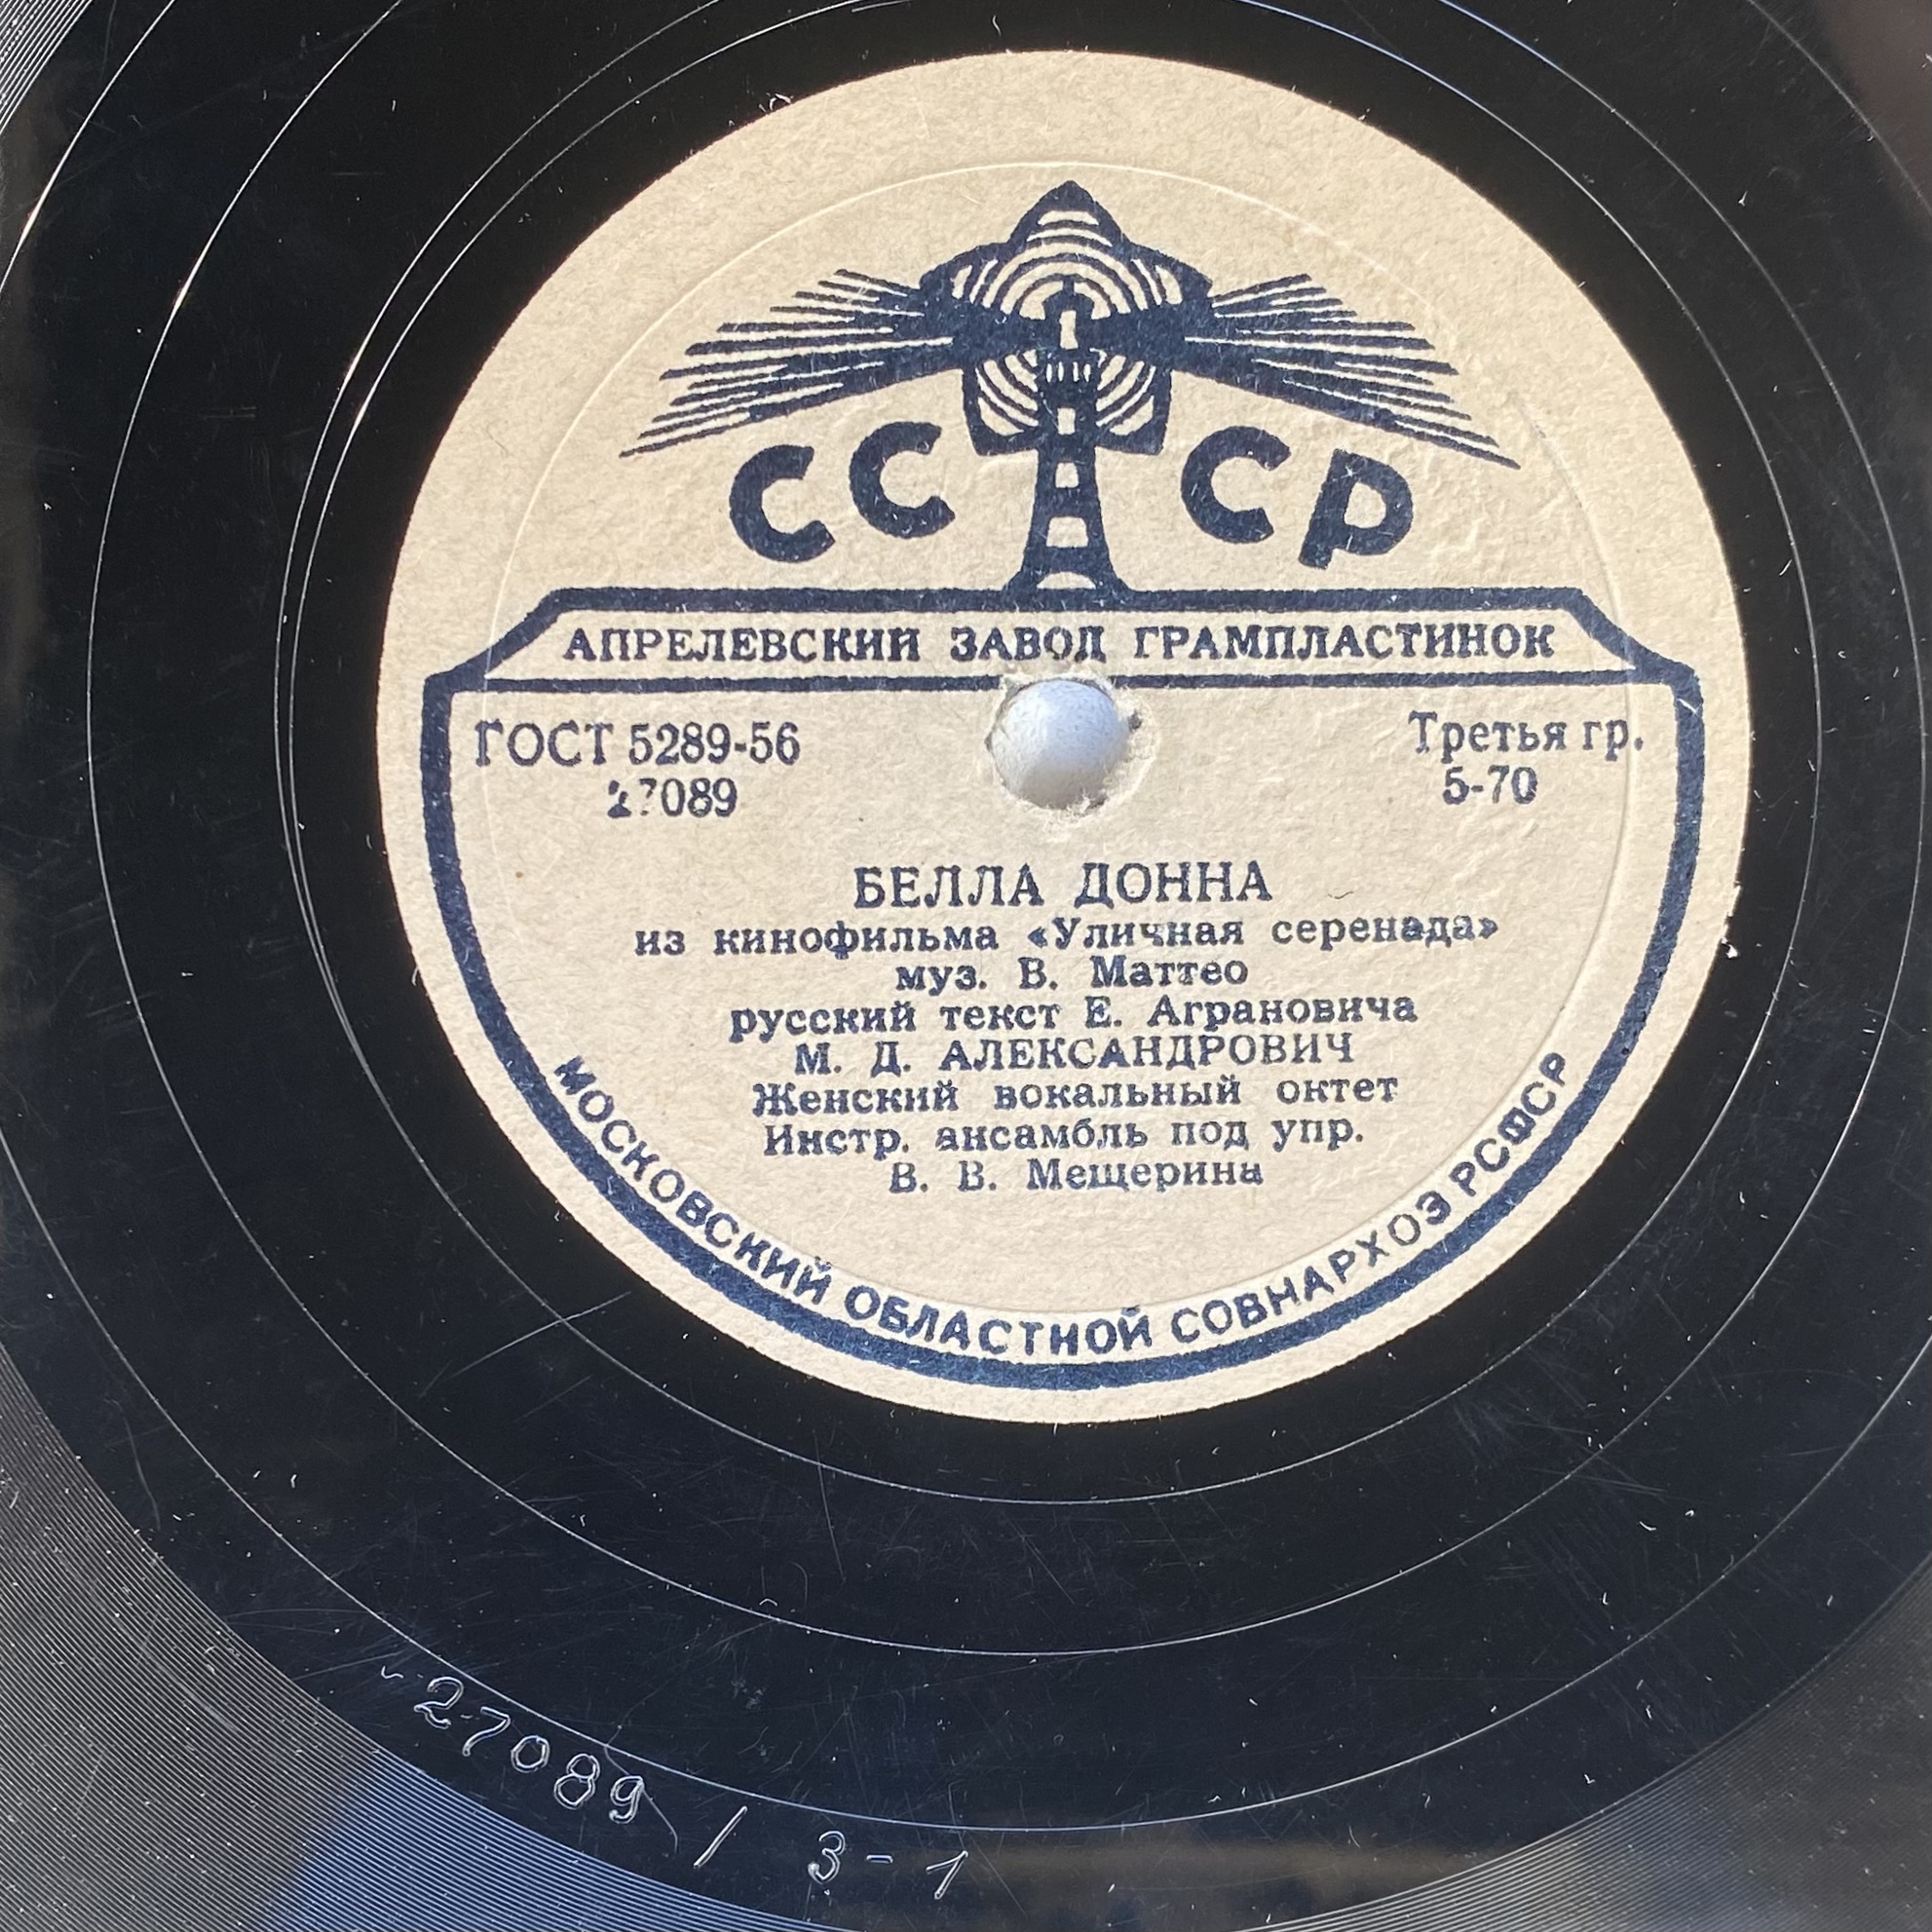 СССР
АПРЕЛЕВСКИЙ ЗАВОД ГРАМПЛАСТИНОК
ГОСТ 5289-56
27089
Третья гр.
5-70
БЕЛЛА ДОННА
из кинофильма «Уличная серенада»
муз. В. Маттео
русский текст Е. Аграновича
М. Д. АЛЕКСАНДРОВИЧ
Женский вокальный октет
Инстр. ансамбль под упр.
В. В. Мещерина
МОСКОВСКИЙ ОБЛАСТНОЙ СОВНАРХОЗ РСФСР
27089 / 3-1